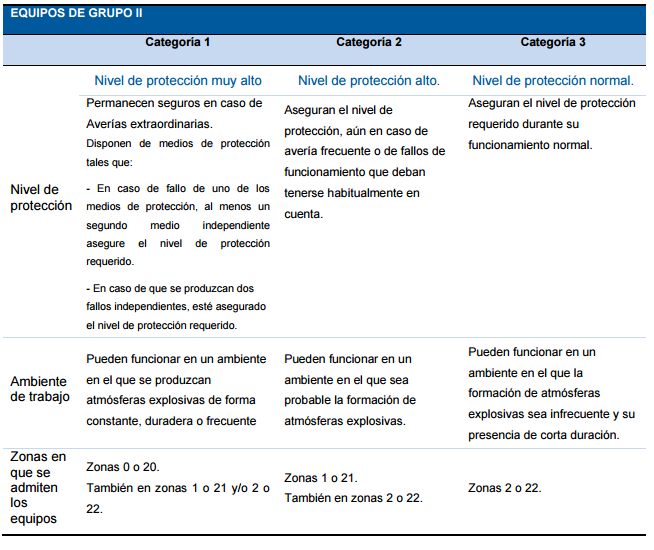 EQUIPOS DE GRUPO II
Categoría 1
Categoría 2
Categoría 3
Nivel de protección muy alto
Nivel de protección alto.
Nivel de protección normal.
Nivel de
protección
Permanecen seguros en caso de
Averías extraordinarias.
Disponen de medios de protección
tales que:
- En caso de fallo de uno de los
medios de protección, al menos un
segundo medio independiente
asegure el nivel de protección
requerido.
- En caso de que se produzcan dos
fallos independientes, esté asegurado
el nivel de protección requerido.
Aseguran el nivel de
protección, aún en caso de
avería frecuente o de fallos de
funcionamiento que deban
tenerse habitualmente en
cuenta.
Aseguran el nivel de protección
requerido durante su
funcionamiento normal.
Ambiente
de trabajo
Pueden funcionar en un ambiente
en el que se produzcan
atmósferas explosivas de forma
constante, duradera o frecuente
Pueden funcionar en un
ambiente en el que sea
probable la formación de
atmósferas explosivas.
Pueden funcionar en un
ambiente en el que la
formación de atmósferas
explosivas sea infrecuente y su
presencia de corta duración.
Zonas en
que se
admiten
los
equipos
Zonas 0 o 20.
También en zonas 1 o 21 y/o 2 o
22.
Zonas 1 o 21.
También en zonas 2 o 22.
Zonas 2 o 22.